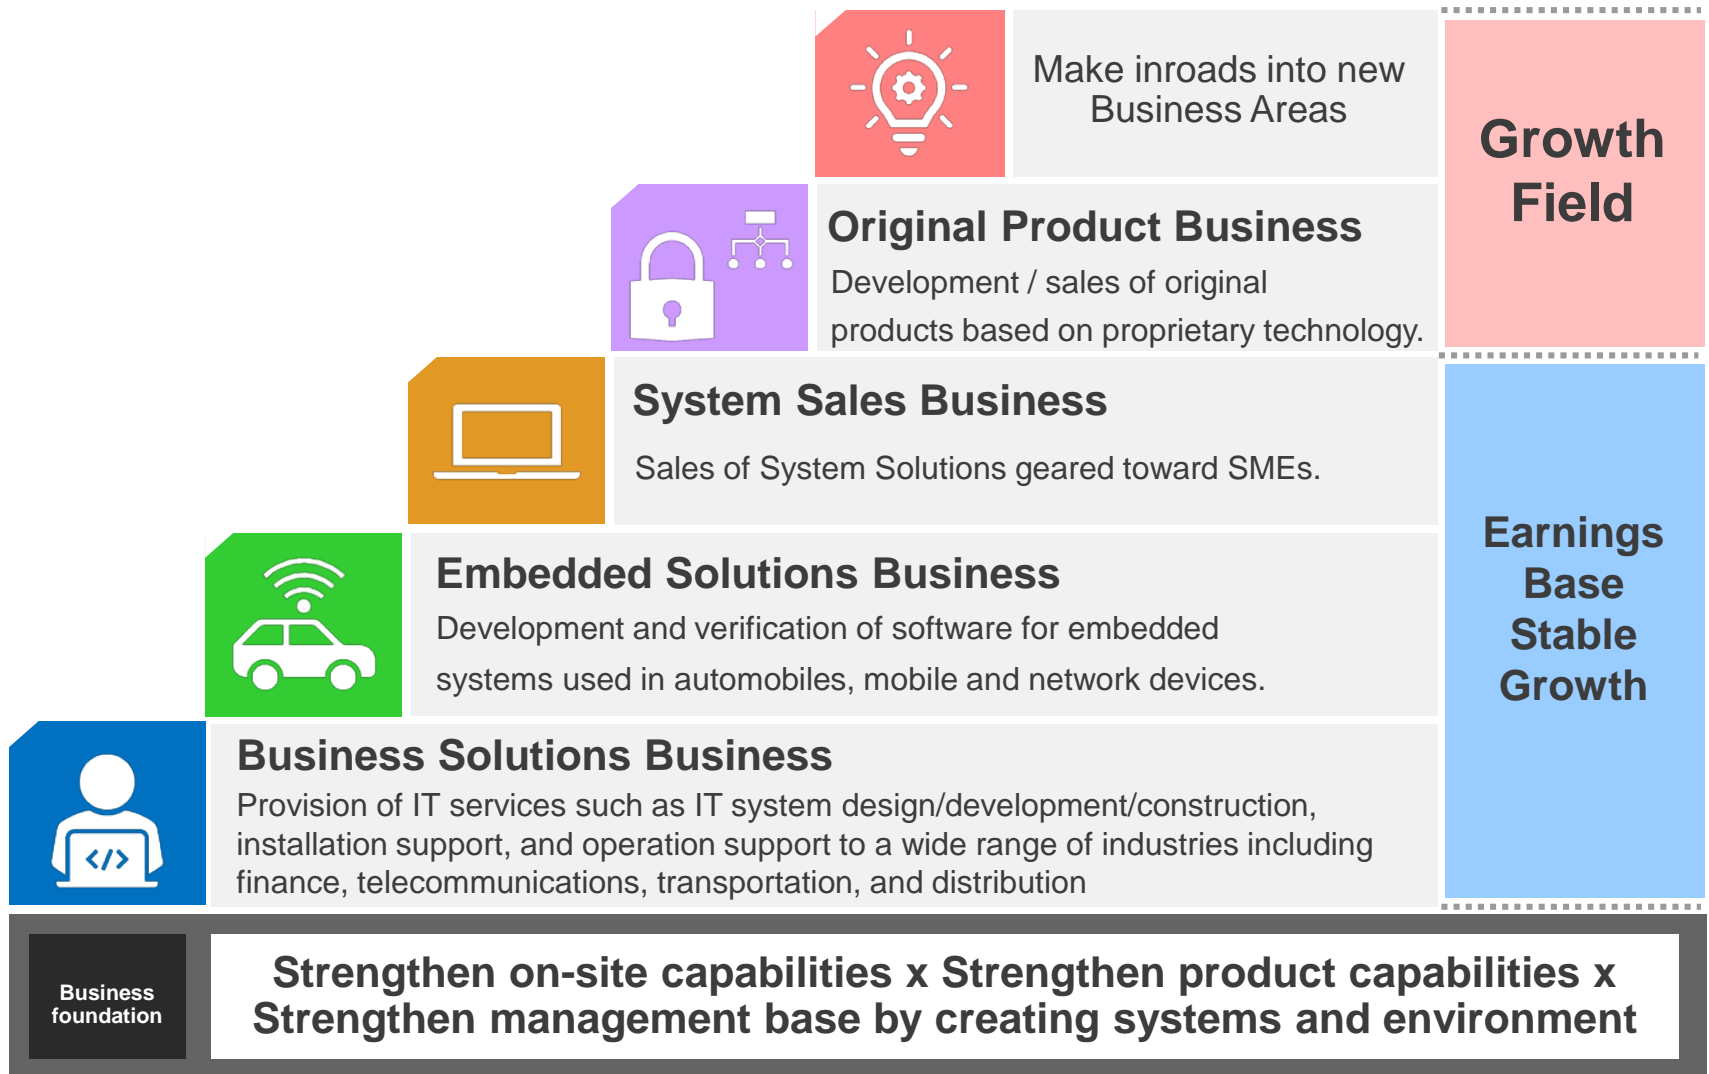 Make inroads into new
Business Areas
Growth
Field
Original Product Business
Development / sales of original
products based on proprietary technology.
System Sales Business
Sales of System Solutions geared toward SMEs.
Earnings
Base
Stable
Growth
Embedded Solutions Business
Development and verification of software for embedded
systems used in automobiles, mobile and network devices.
Business Solutions Business
Provision of IT services such as IT system design/development/construction,
installation support, and operation support to a wide range of industries including
finance, telecommunications, transportation, and distribution
</>
Business
foundation
Strengthen on-site capabilities x Strengthen product capabilities x
Strengthen management base by creating systems and environment